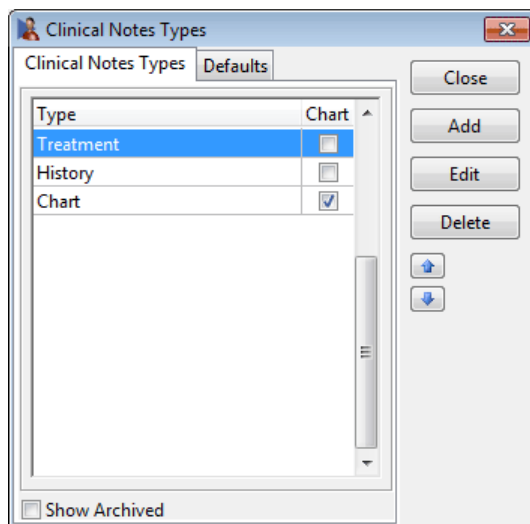 Clinical Notes Types
Clinical Notes Types Defaults
Close
Type Chart
Add
Treatment
History
Edit
Chart
Delete
Show Archived